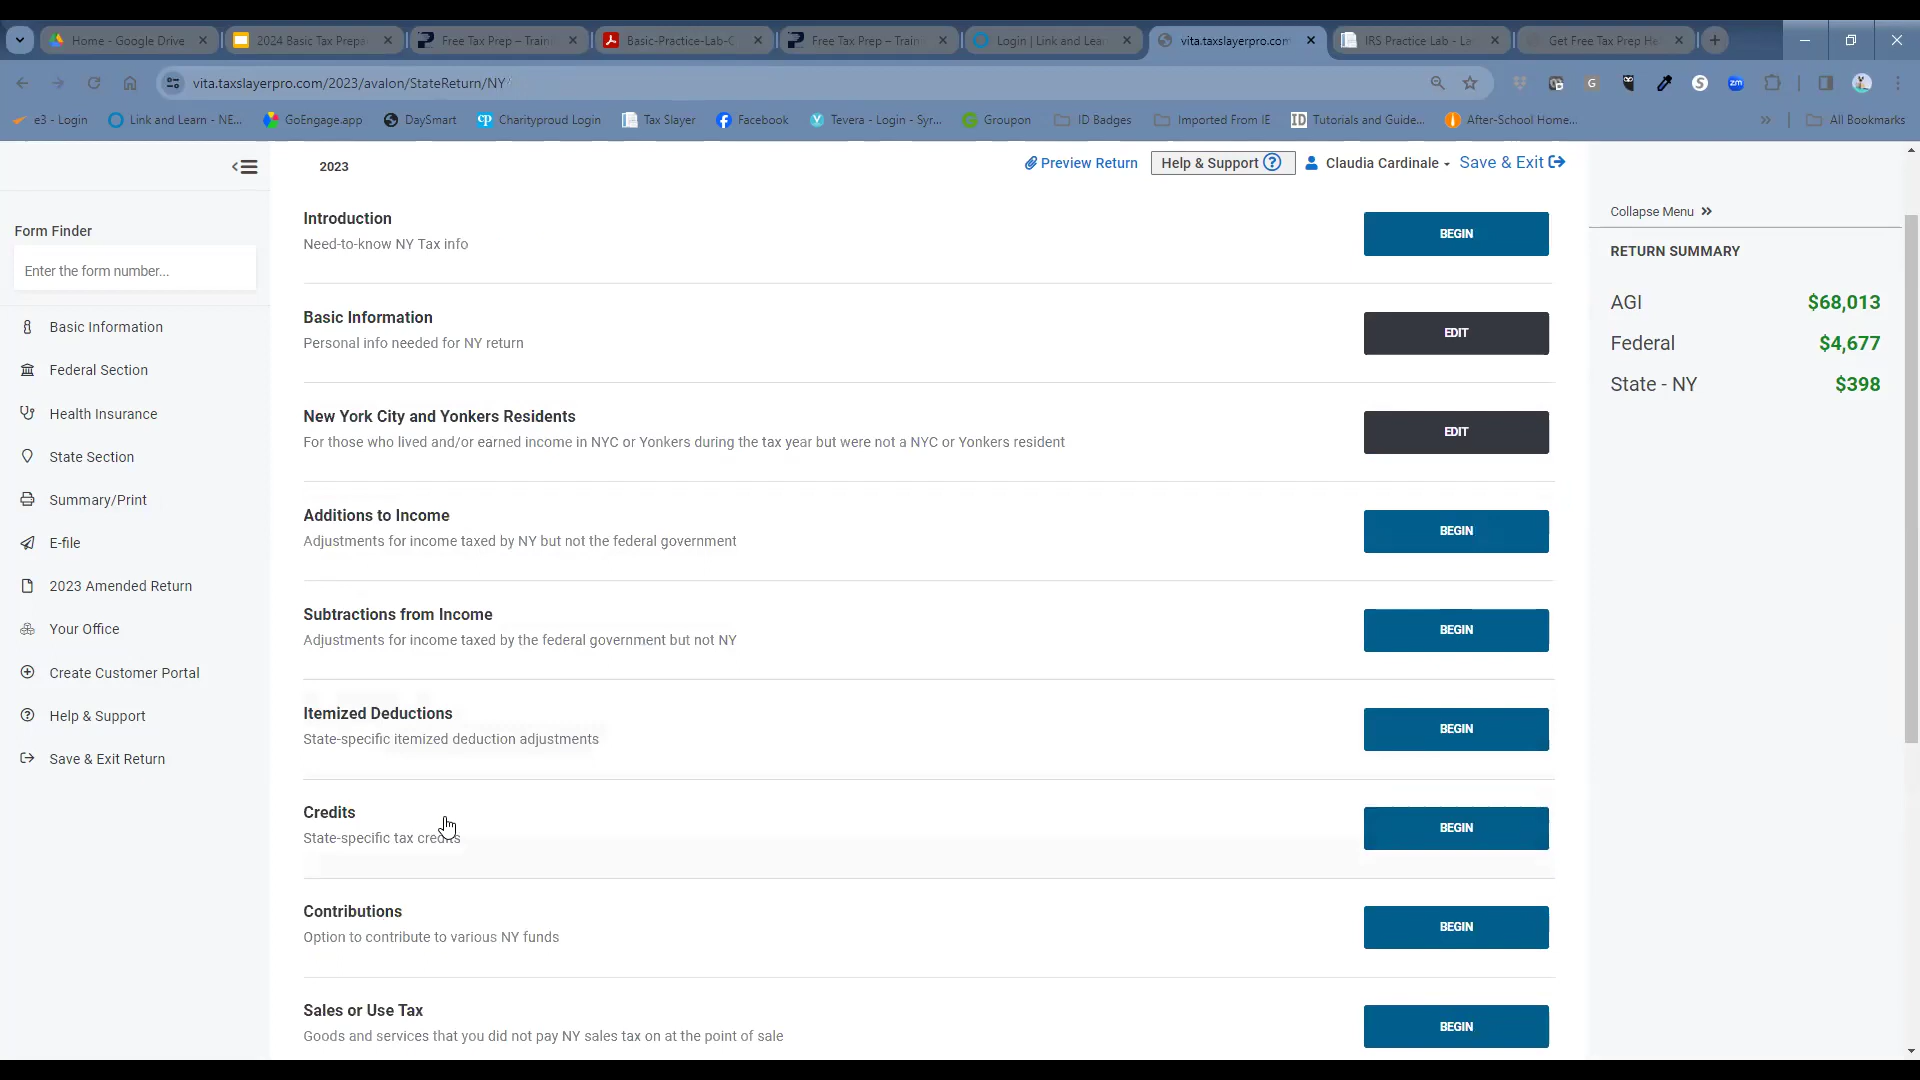 Home - Google Drive
2024 Basic Tax Prepa
Free Tax Prep – Train
Basic-Practice-Lab-C
Free Tax Prep – Train
Login | Link and Lea
vita.taxslayerpro.com
IRS Practice Lab - La
Get Free Tax Prep He
vita.taxslayerpro.com/2023/avalon/StateReturn/NY
e3 - Login
Link and Learn - NE...
GoEngage.app
DaySmart
Charityproud Login
Tax Slayer
Facebook
Tevera - Login - Syr...
Groupon
ID Badges
Imported From IE
Tutorials and Guide...
After-School Home...
All Bookmarks
2023
Preview Return
Help & Support
Claudia Cardinale
Save & Exit
Form Finder
Enter the form number...
Basic Information
Federal Section
Health Insurance
State Section
Summary/Print
E-file
2023 Amended Return
Your Office
Create Customer Portal
Help & Support
Save & Exit Return
Introduction
Need-to-know NY Tax info
BEGIN
Basic Information
Personal info needed for NY return
EDIT
New York City and Yonkers Residents
For those who lived and/or earned income in NYC or Yonkers during the tax year but were not a NYC or Yonkers resident
EDIT
Additions to Income
Adjustments for income taxed by NY but not the federal government
BEGIN
Subtractions from Income
Adjustments for income taxed by the federal government but not NY
BEGIN
Itemized Deductions
State-specific itemized deduction adjustments
BEGIN
Credits
State-specific tax credits
BEGIN
Contributions
Option to contribute to various NY funds
BEGIN
Sales or Use Tax
Goods and services that you did not pay NY sales tax on at the point of sale
BEGIN
Collapse Menu
RETURN SUMMARY
AGI $68,013
Federal $4,677
State - NY $398